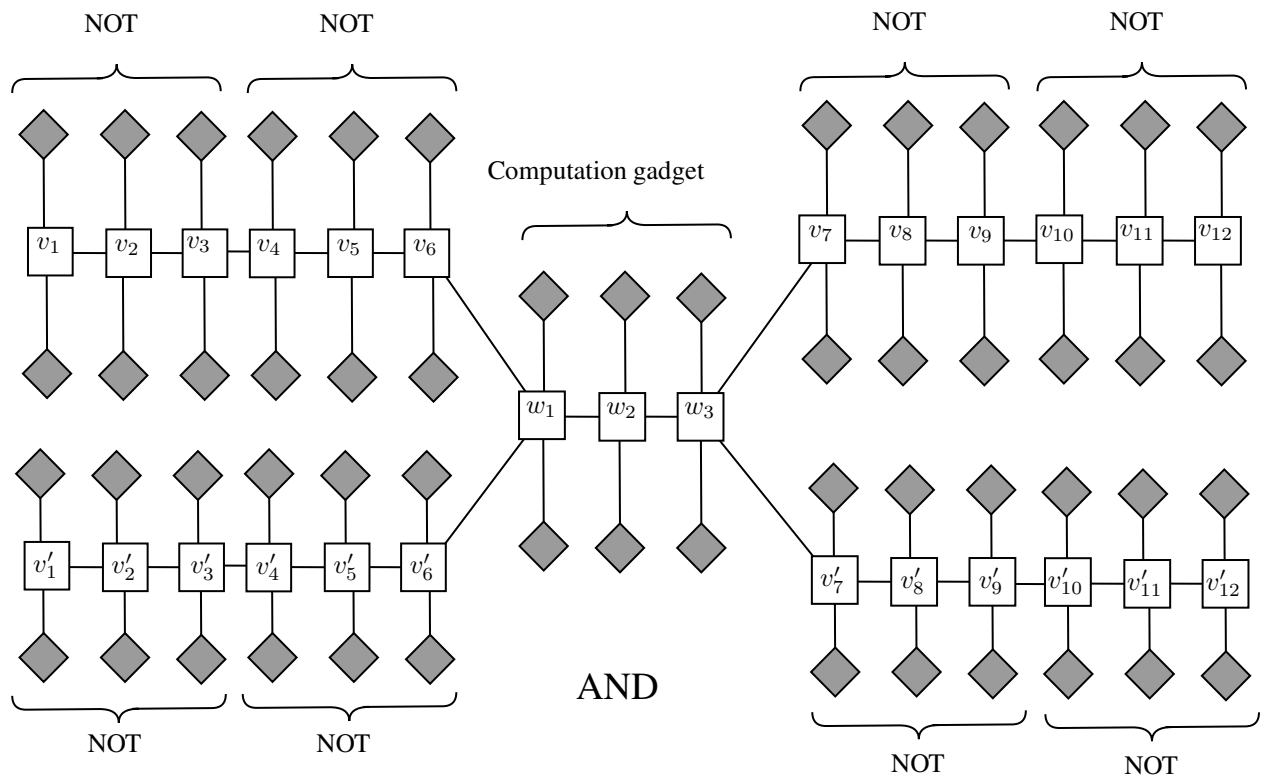 NOT NOT NOT NOT
Computation gadget
v₁ v₂ v₃ v₄ v₅ v₆
v₇ v₈ v₉ v₁₀ v₁₁ v₁₂
w₁ w₂ w₃
v′₁ v′₂ v′₃ v′₄ v′₅ v′₆
v′₇ v′₈ v′₉ v′₁₀ v′₁₁ v′₁₂
AND
NOT NOT NOT NOT